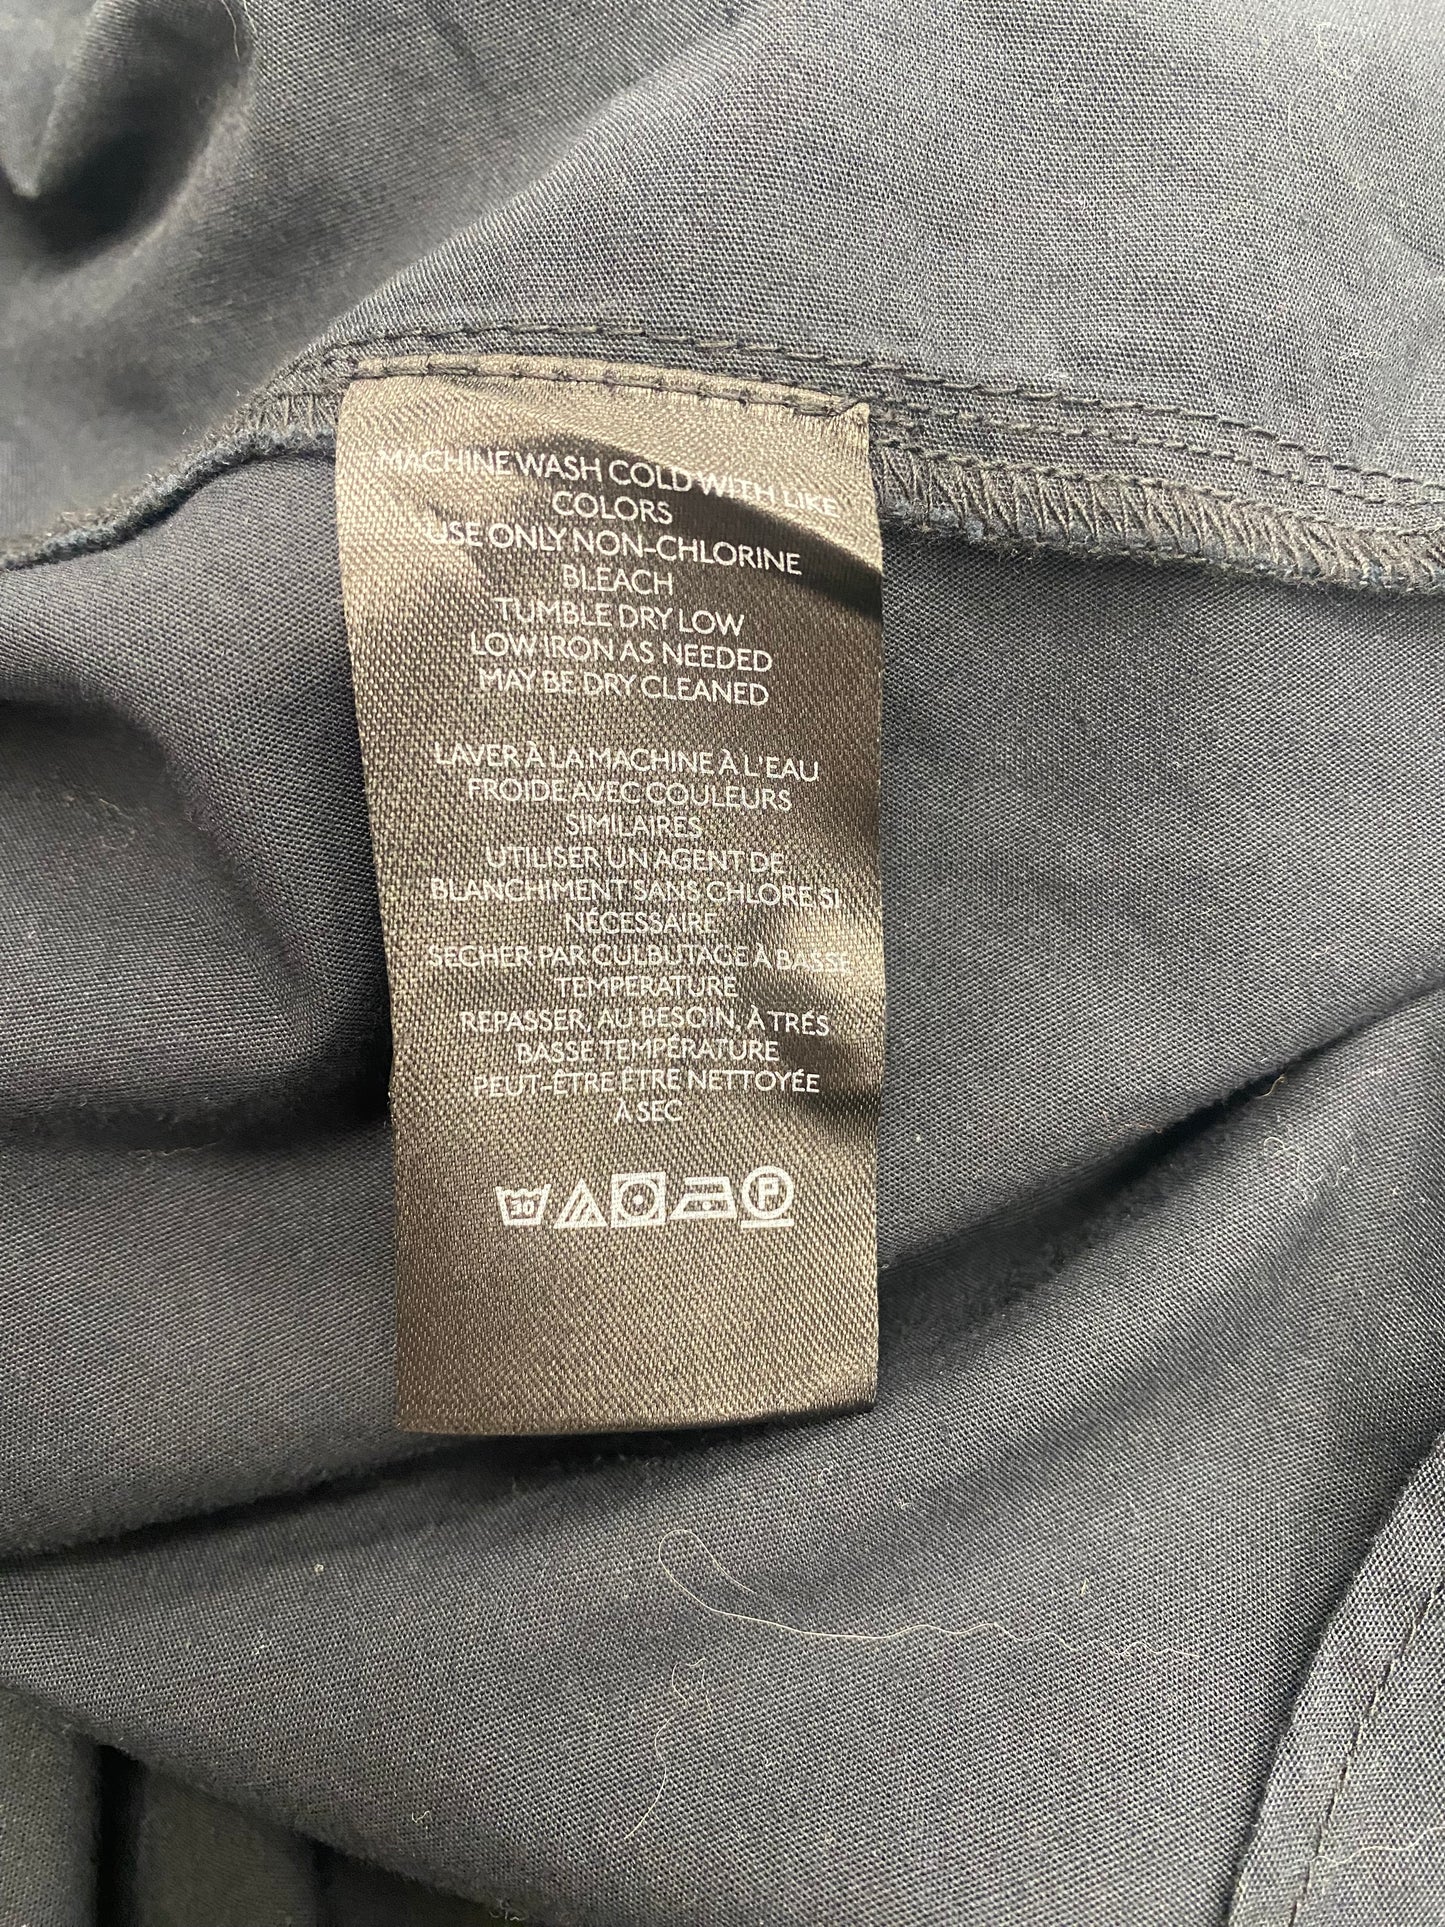 MACHINE WASH COLD WITH LIKE
COLORS
USE ONLY NON-CHLORINE
BLEACH
TUMBLE DRY LOW
LOW IRON AS NEEDED
MAY BE DRY CLEANED
LAVER À LA MACHINE À L'EAU
FROIDE AVEC COULEURS
SIMILAIRES
UTILISER UN AGENT DE
BLANCHIMENT SANS CHLORE SI
NÉCESSAIRE
SECHER PAR CULBUTAGE À BASSE
TEMPERATURE
REPASSER, AU BESOIN, À TRÉS
BASSE TEMPÉRATURE
PEUT-ÊTRE ÊTRE NETTOYÉE
À SEC
30 P